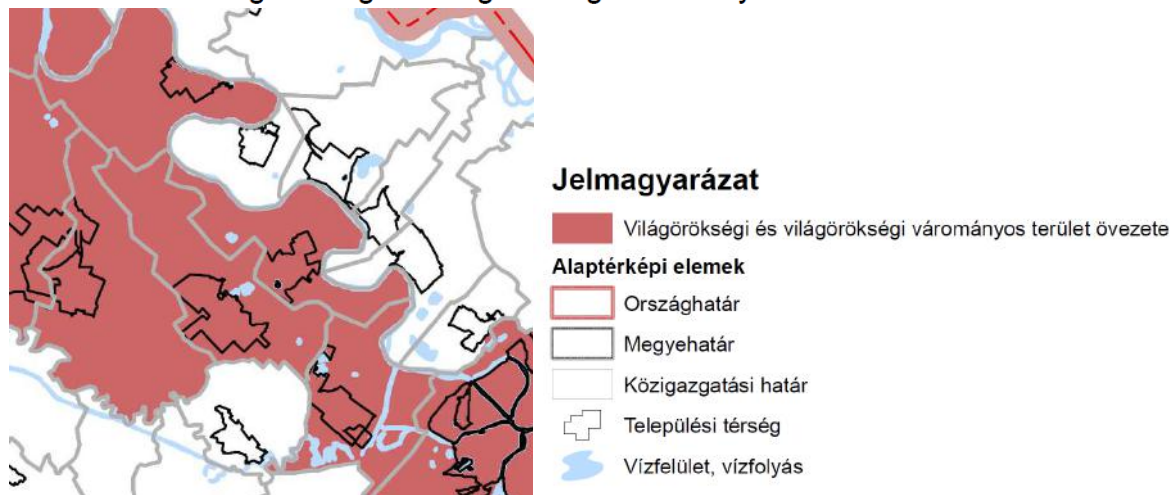 Jelmagyarázat
Világörökségi és világörökségi várományos terület övezete
Alaptérképi elemek
Országhatár
Megyehatár
Közigazgatási határ
Települési térség
Vízfelület, vízfolyás